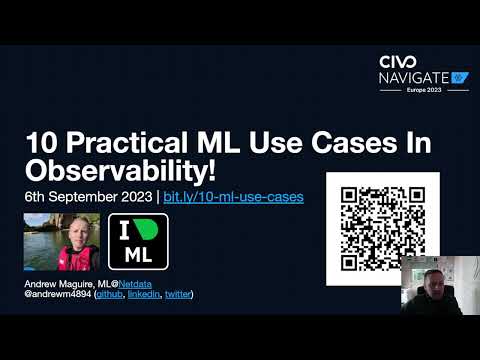 CIVO
NAVIGATE
Europe 2023
10 Practical ML Use Cases In
Observability!
6th September 2023 | bit.ly/10-ml-use-cases
I
ML
Andrew Maguire, ML@Netdata
@andrewm4894 (github, linkedin, twitter)